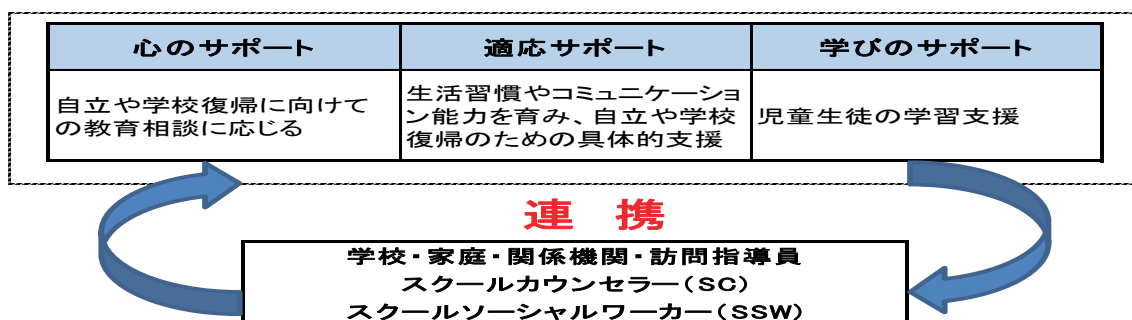 心のサポート
適応サポート
学びのサポート
自立や学校復帰に向けて
の教育相談に応じる
生活習慣やコミュニケーショ
ン能力を育み、自立や学校
復帰のための具体的支援
児童生徒の学習支援
連　携
学校・家庭・関係機関・訪問指導員
スクールカウンセラー（SC）
スクールソーシャルワーカー（SSW）